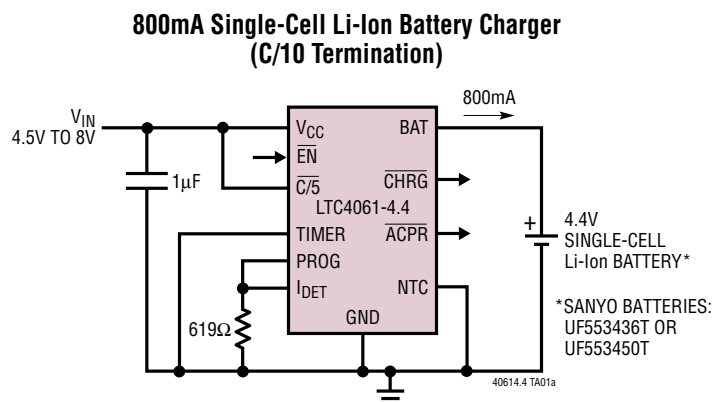 800mA Single-Cell Li-Ion Battery Charger
(C/10 Termination)
800mA
VIN
4.5V TO 8V
VCC
BAT
EN
1µF
C/5
CHRG
LTC4061-4.4
TIMER
ACPR
PROG
IDET
NTC
GND
619Ω
+
4.4V
SINGLE-CELL
Li-Ion BATTERY*
*SANYO BATTERIES:
UF553436T OR
UF553450T
40614.4 TA01a